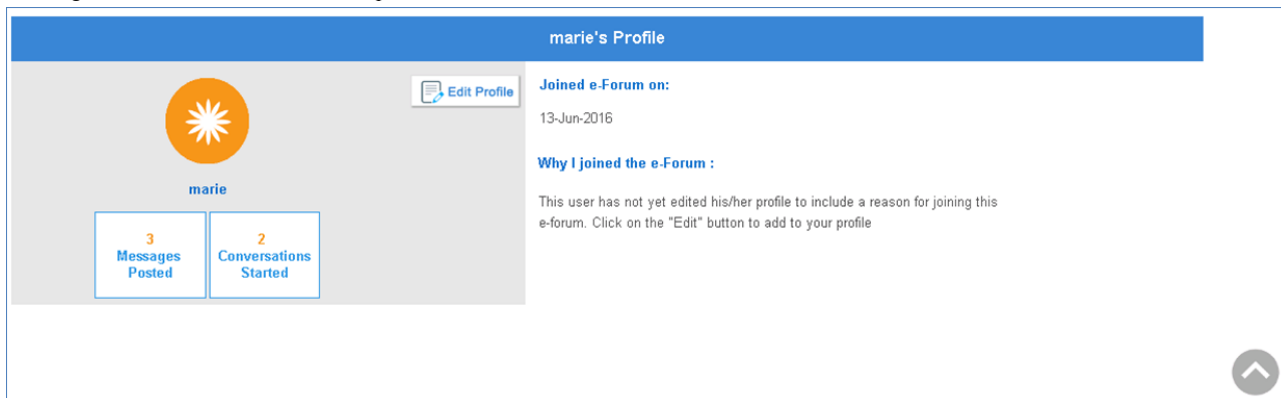 marie's Profile
Edit Profile
marie
3
Messages
Posted
2
Conversations
Started
Joined e-Forum on:
13-Jun-2016
Why I joined the e-Forum :
This user has not yet edited his/her profile to include a reason for joining this
e-forum. Click on the "Edit" button to add to your profile